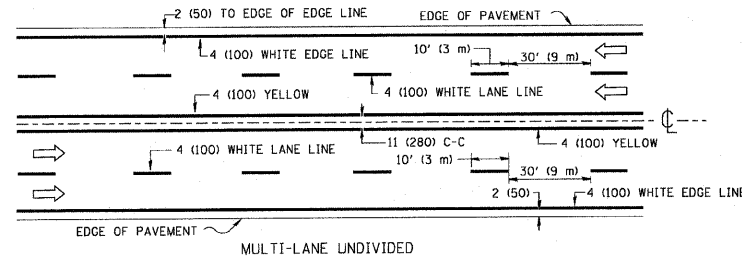 2 (50) TO EDGE OF EDGE LINE
EDGE OF PAVEMENT
4 (100) WHITE EDGE LINE
10' (3 m)
30' (9 m)
4 (100) YELLOW
4 (100) WHITE LANE LINE
℄
4 (100) WHITE LANE LINE
11 (280) C-C
4 (100) YELLOW
10' (3 m)
30' (9 m)
2 (50)
4 (100) WHITE EDGE LINE
EDGE OF PAVEMENT
MULTI-LANE UNDIVIDED